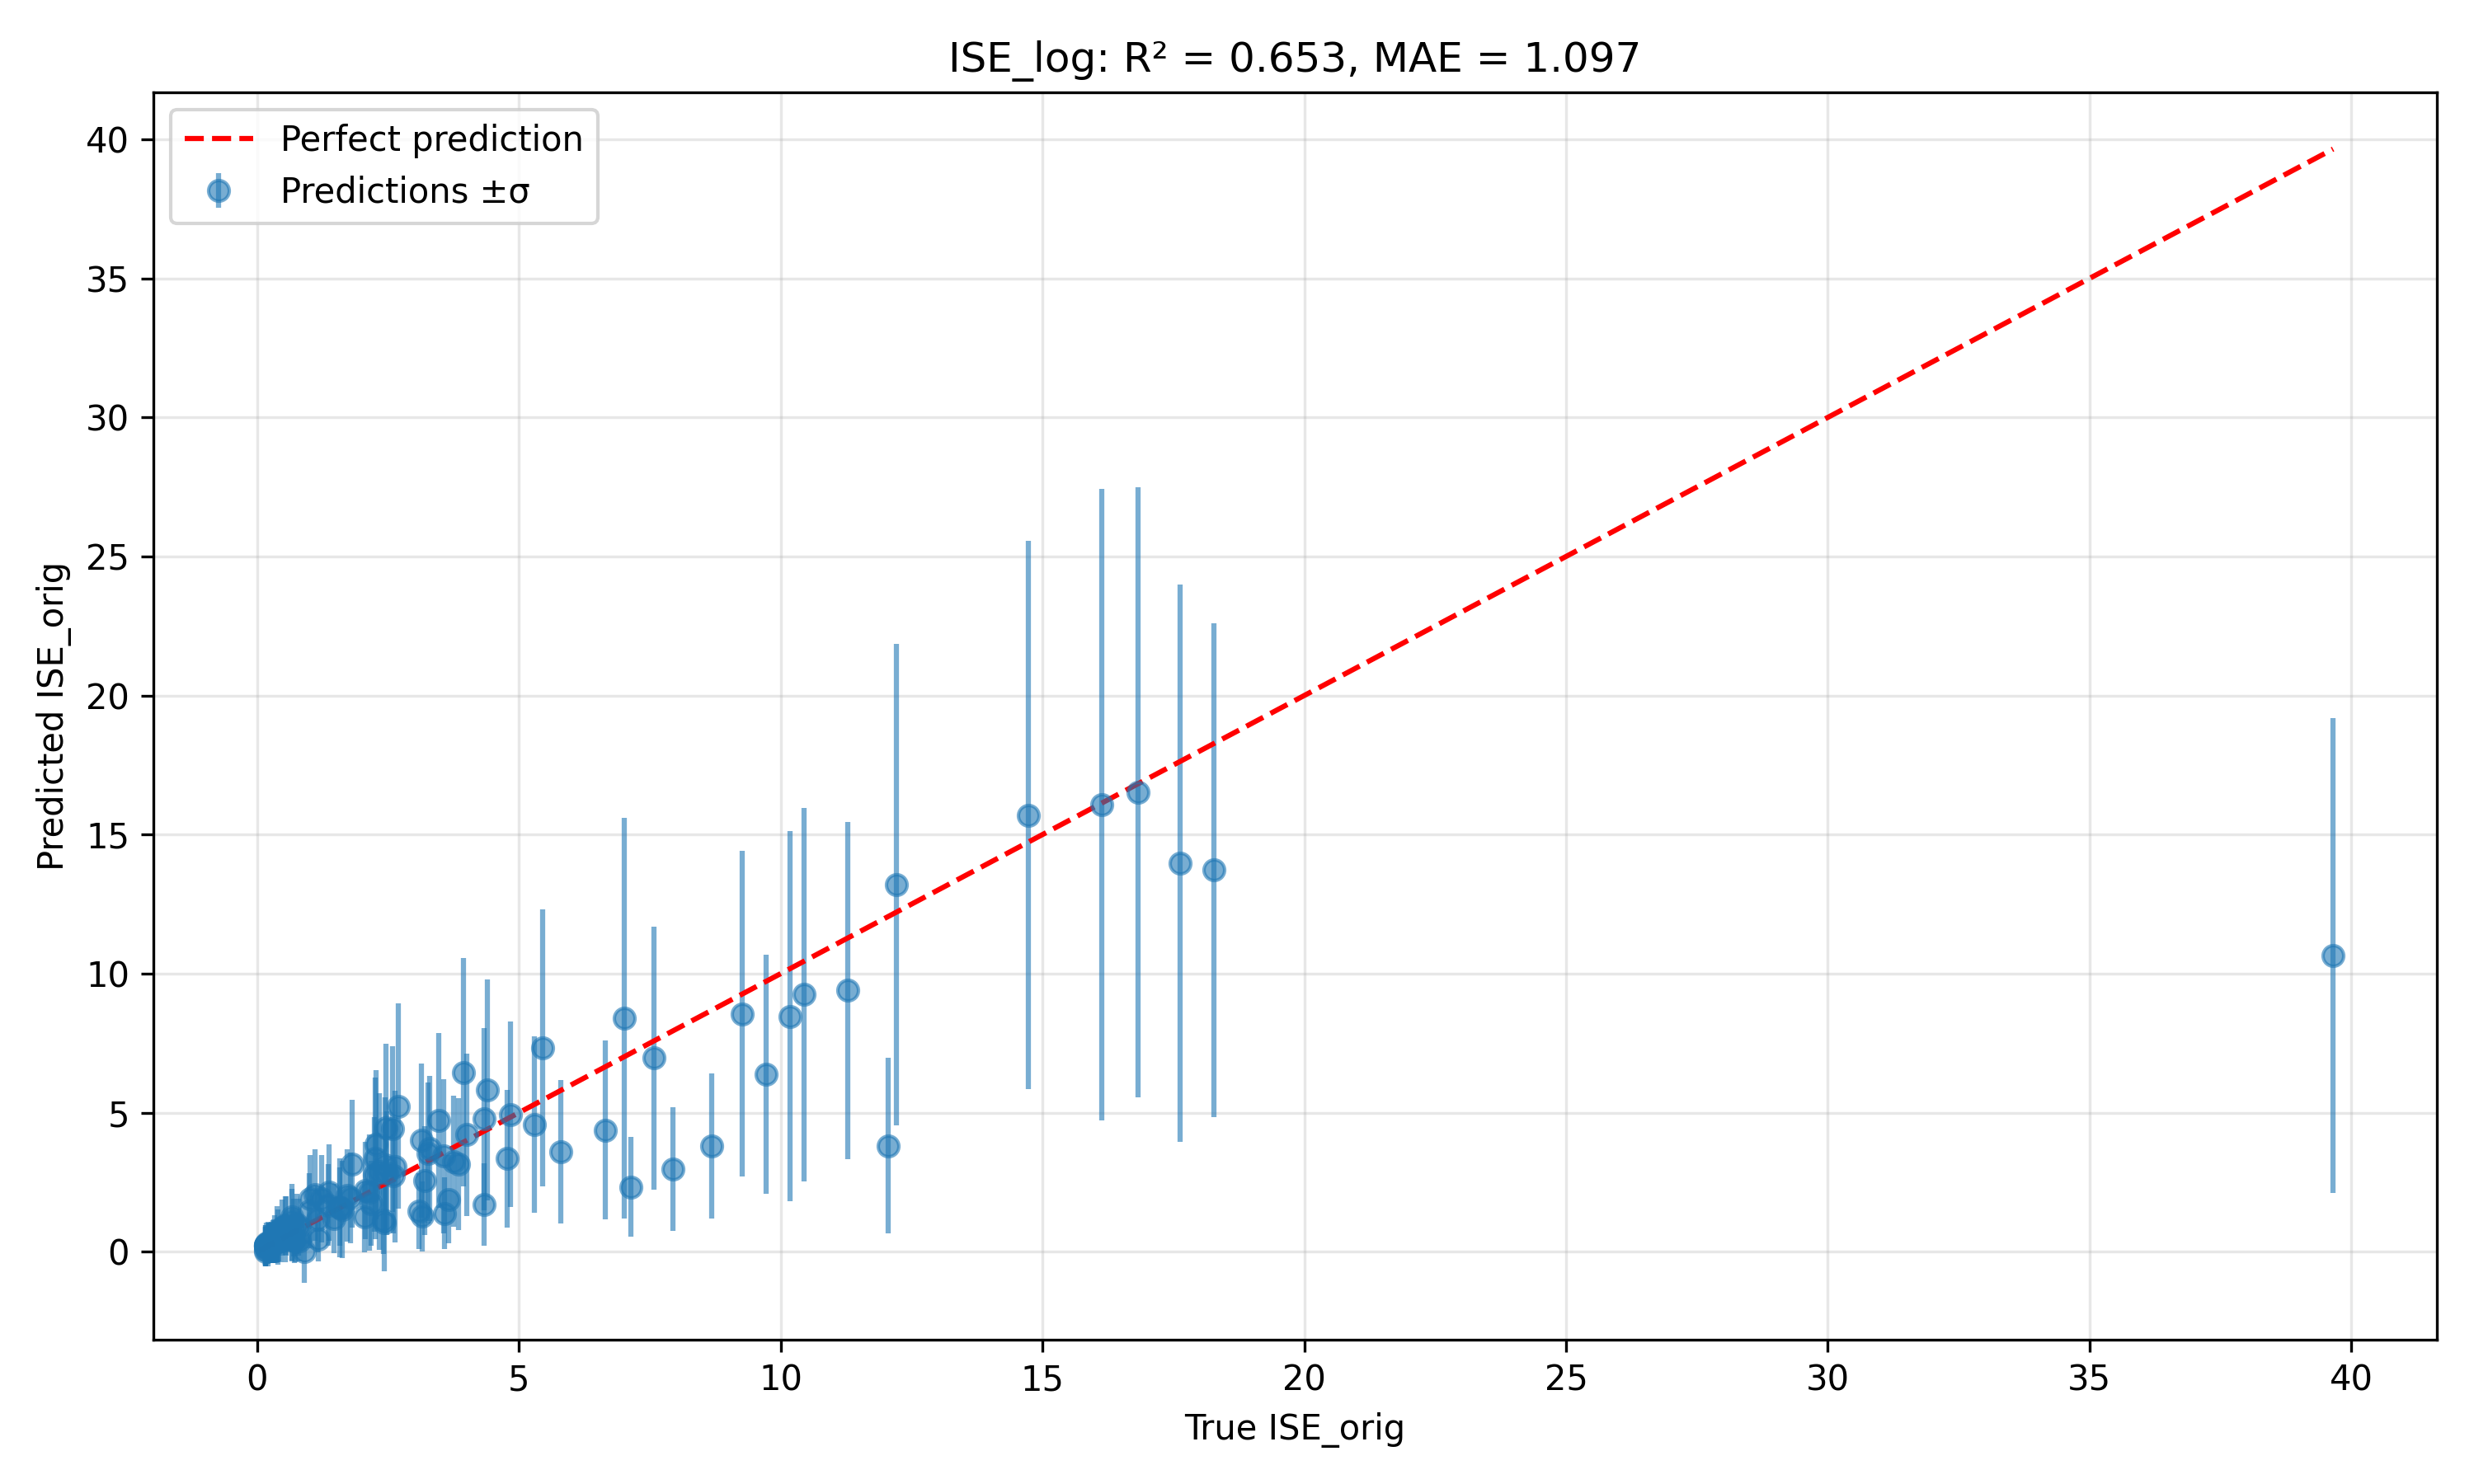 ISE_log: R² = 0.653, MAE = 1.097
Perfect prediction
Predictions ±σ
Predicted ISE_orig
40
35
30
25
20
15
10
5
0
0 5 10 15 20 25 30 35 40
True ISE_orig